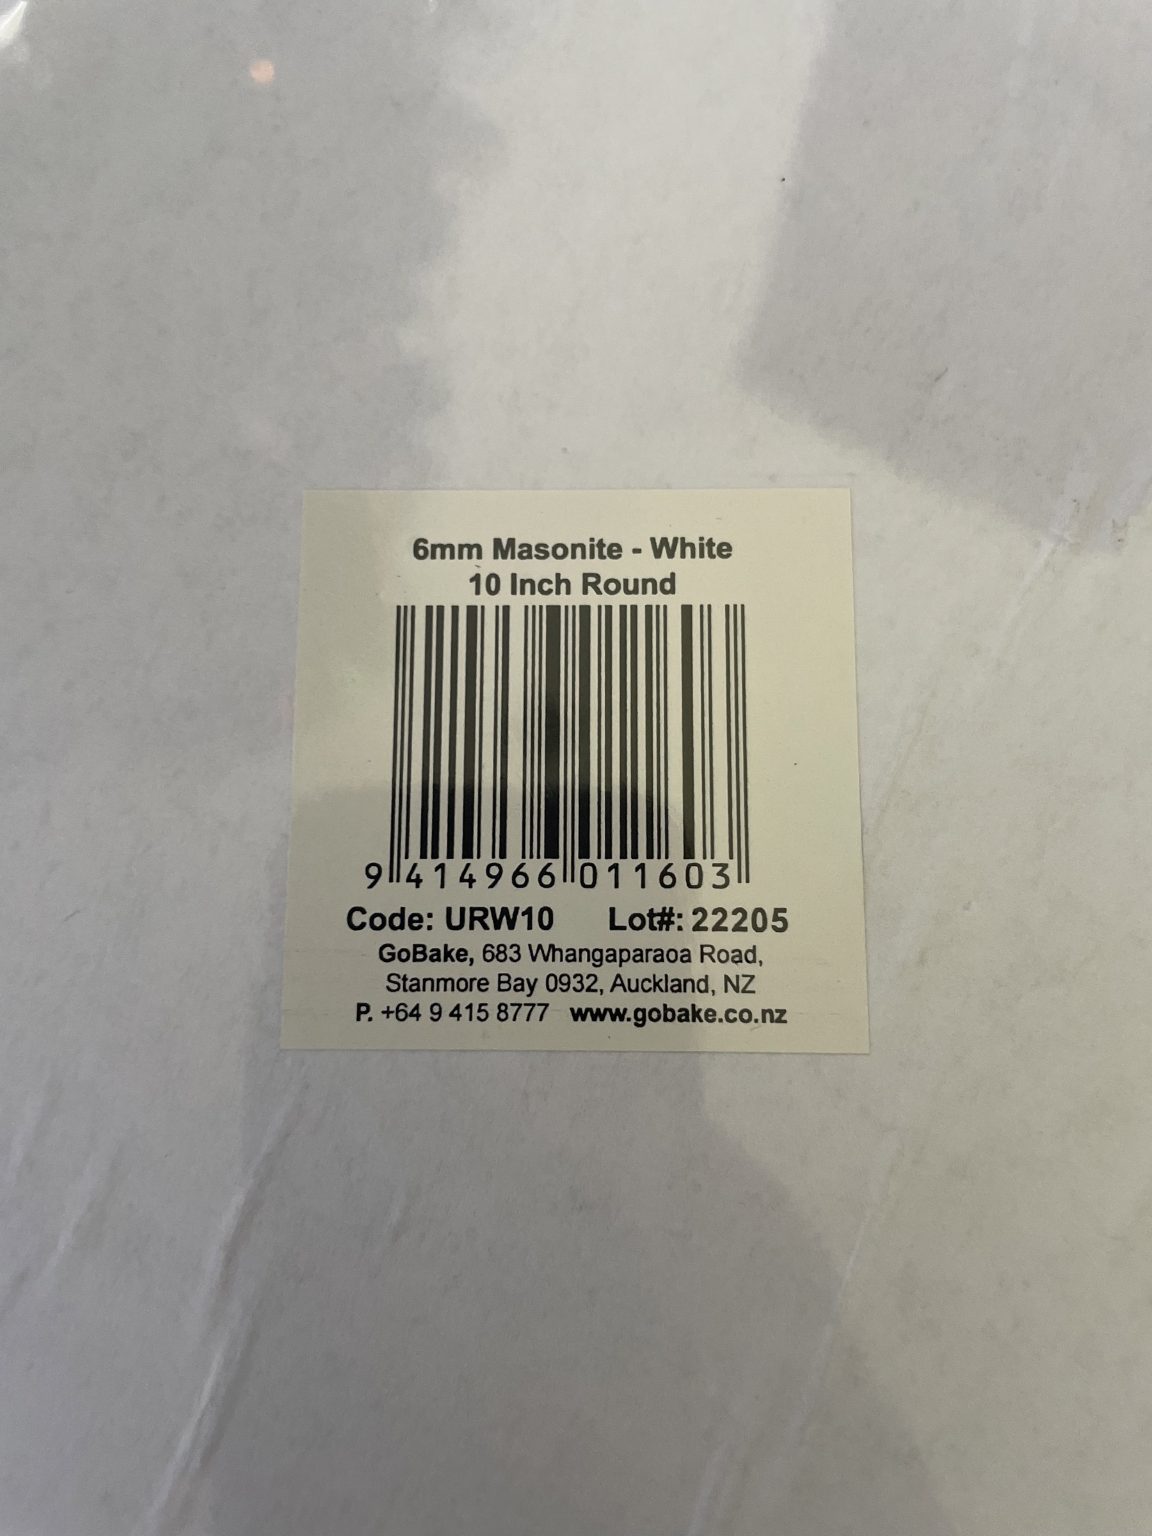 6mm Masonite - White
10 Inch Round
9 414966 011603
Code: URW10 Lot#: 22205
GoBake, 683 Whangaparaoa Road,
Stanmore Bay 0932, Auckland, NZ
P. +64 9 415 8777 www.gobake.co.nz